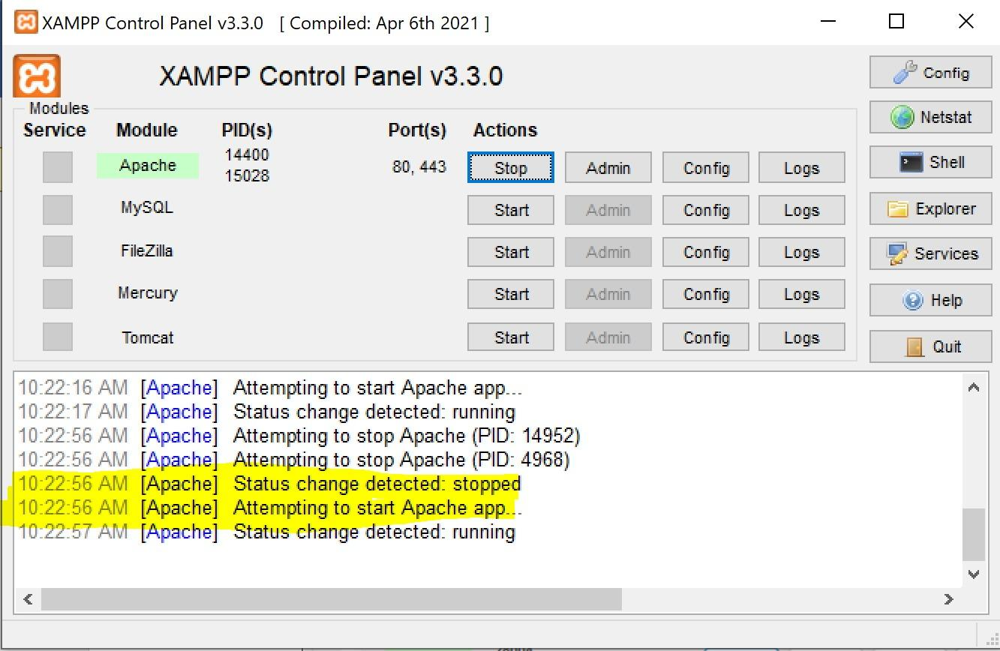 XAMPP Control Panel v3.3.0 [ Compiled: Apr 6th 2021 ]
XAMPP Control Panel v3.3.0
Config
Modules
Service Module PID(s) Port(s) Actions
Netstat
Apache 14400 80, 443 Stop Admin Config Logs
15028
Shell
MySQL Start Admin Config Logs
Explorer
FileZilla Start Admin Config Logs
Services
Mercury Start Admin Config Logs
Help
Tomcat Start Admin Config Logs
Quit
10:22:16 AM [Apache] Attempting to start Apache app...
10:22:17 AM [Apache] Status change detected: running
10:22:56 AM [Apache] Attempting to stop Apache (PID: 14952)
10:22:56 AM [Apache] Attempting to stop Apache (PID: 4968)
10:22:56 AM [Apache] Status change detected: stopped
10:22:56 AM [Apache] Attempting to start Apache app...
10:22:57 AM [Apache] Status change detected: running